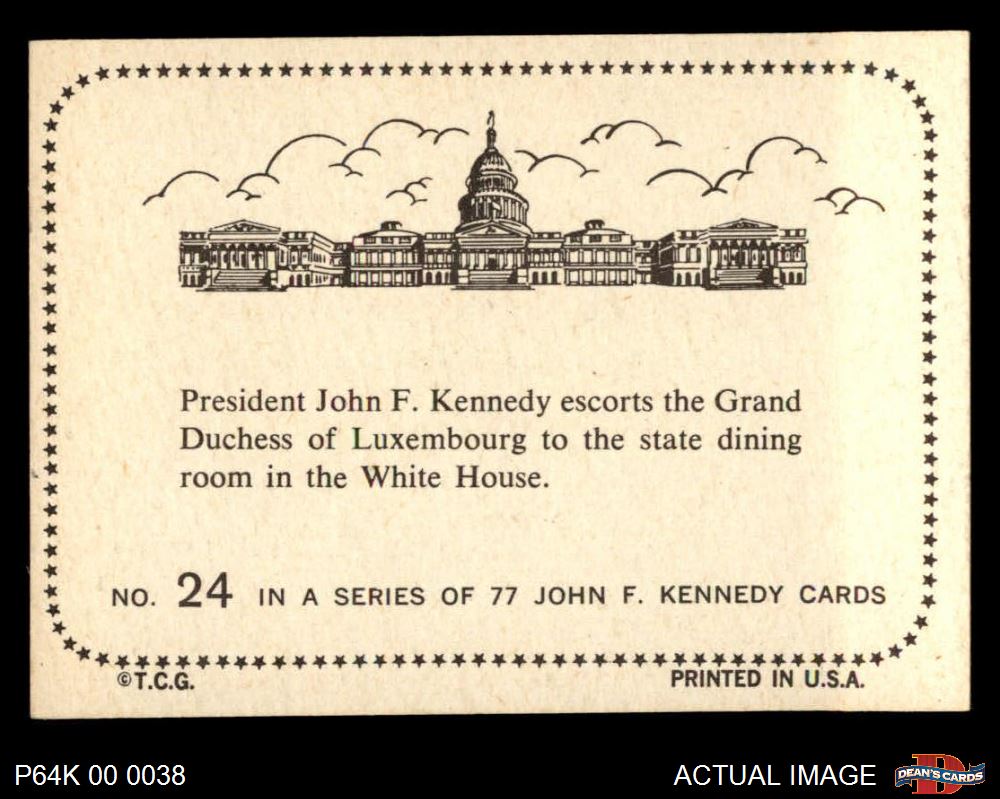 President John F. Kennedy escorts the Grand
Duchess of Luxembourg to the state dining
room in the White House.
NO. 24 IN A SERIES OF 77 JOHN F. KENNEDY CARDS
©T.C.G. PRINTED IN U.S.A.
P64K 00 0038 ACTUAL IMAGE DEAN'S CARDS